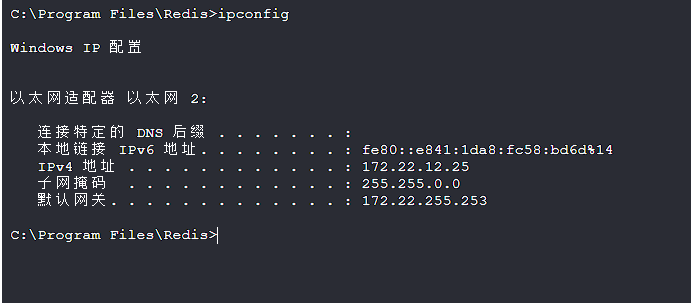 C:\Program Files\Redis>ipconfig
Windows IP 配置
以太网适配器 以太网 2:
连接特定的 DNS 后缀 . . . . . . . :
本地链接 IPv6 地址. . . . . . . . : fe80::e841:1da8:fc58:bd6d%14
IPv4 地址 . . . . . . . . . . . . : 172.22.12.25
子网掩码  . . . . . . . . . . . . : 255.255.0.0
默认网关. . . . . . . . . . . . . : 172.22.255.253
C:\Program Files\Redis>